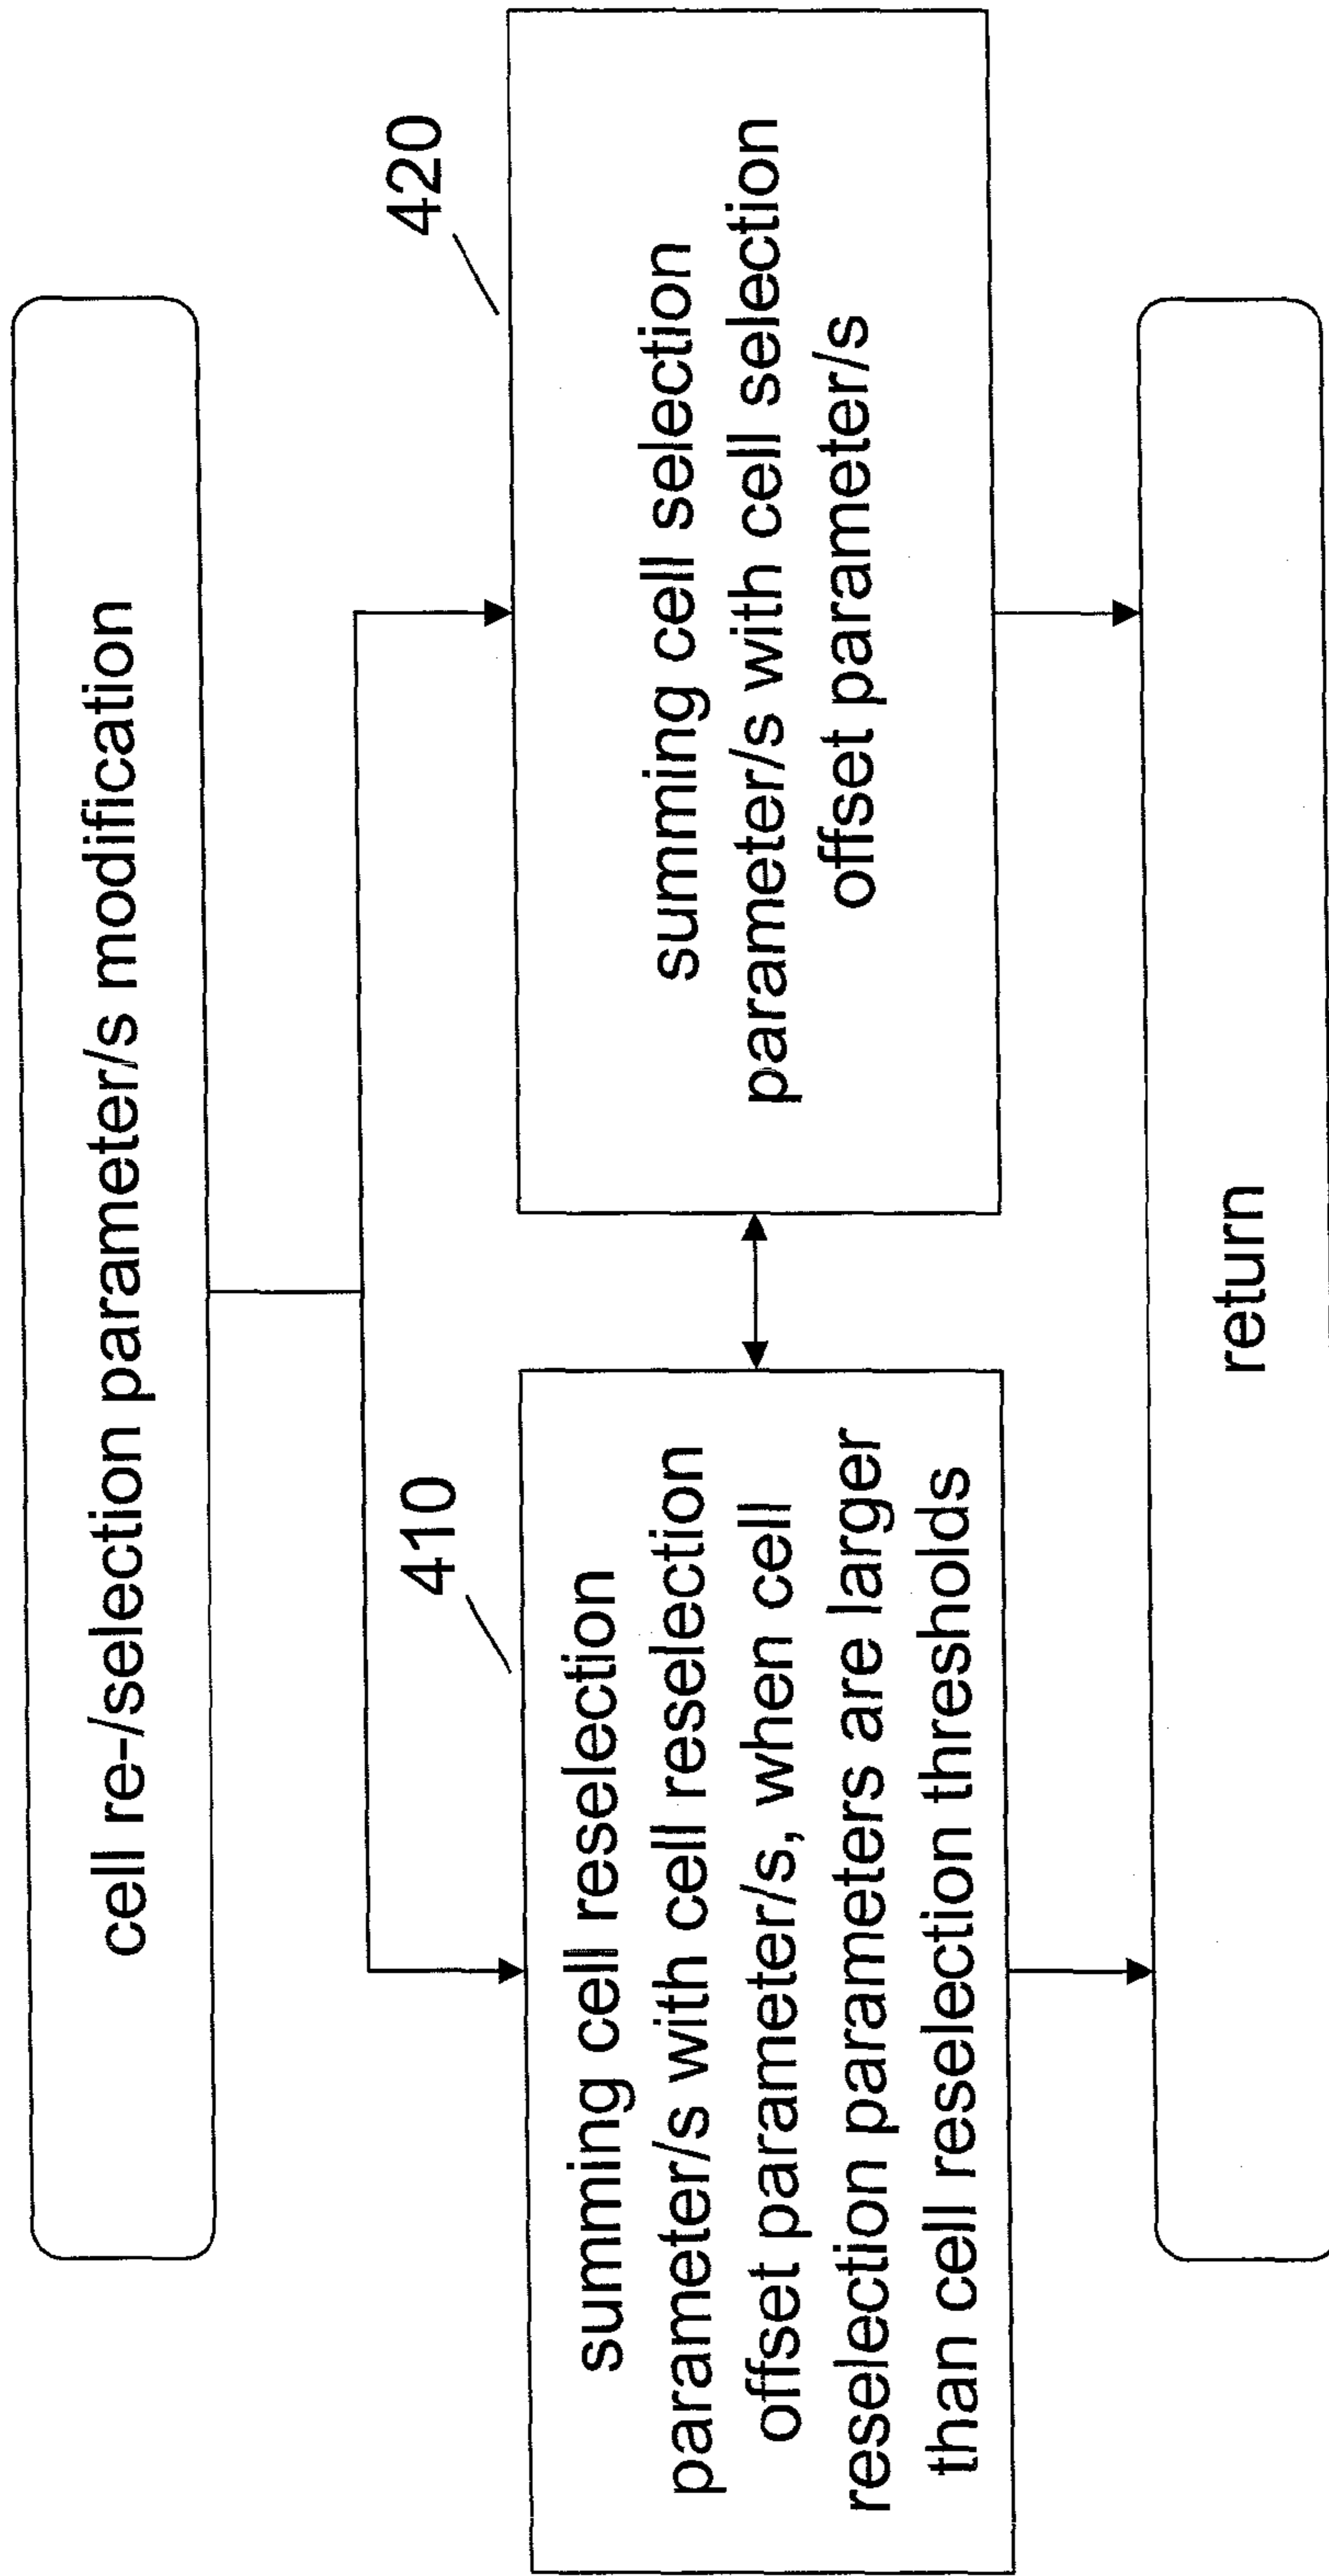 cell re-/selection parameter/s modification
410
summing cell reselection
parameter/s with cell reselection
offset parameter/s, when cell
reselection parameters are larger
than cell reselection thresholds
420
summing cell selection
parameter/s with cell selection
offset parameter/s
return